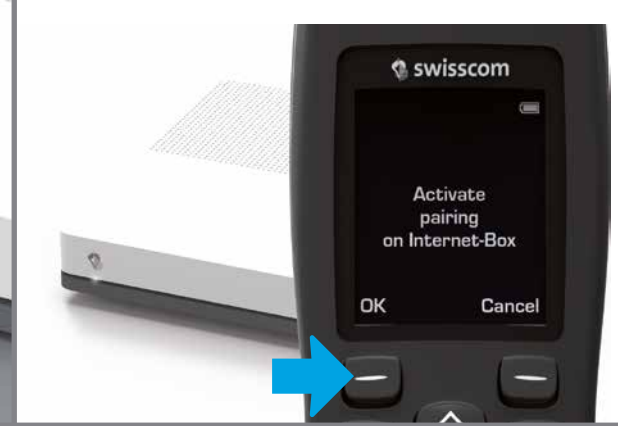 swisscom
Activate
pairing
on Internet-Box
OK Cancel